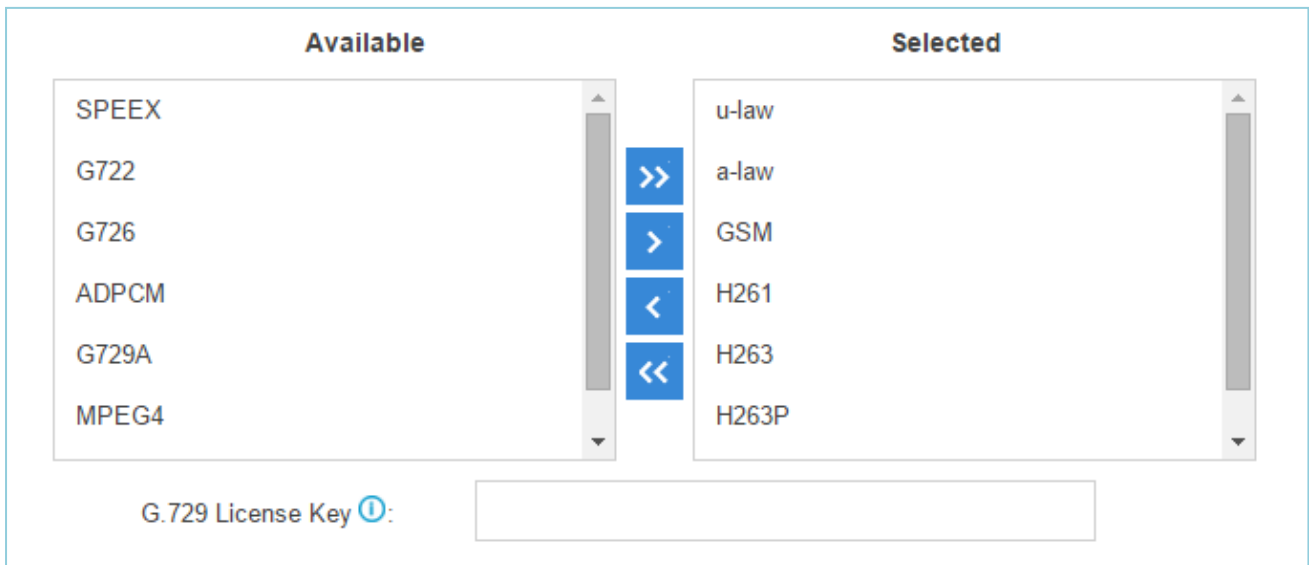 Available
Selected
SPEEX
G722
G726
ADPCM
G729A
MPEG4
u-law
a-law
GSM
H261
H263
H263P
G.729 License Key :